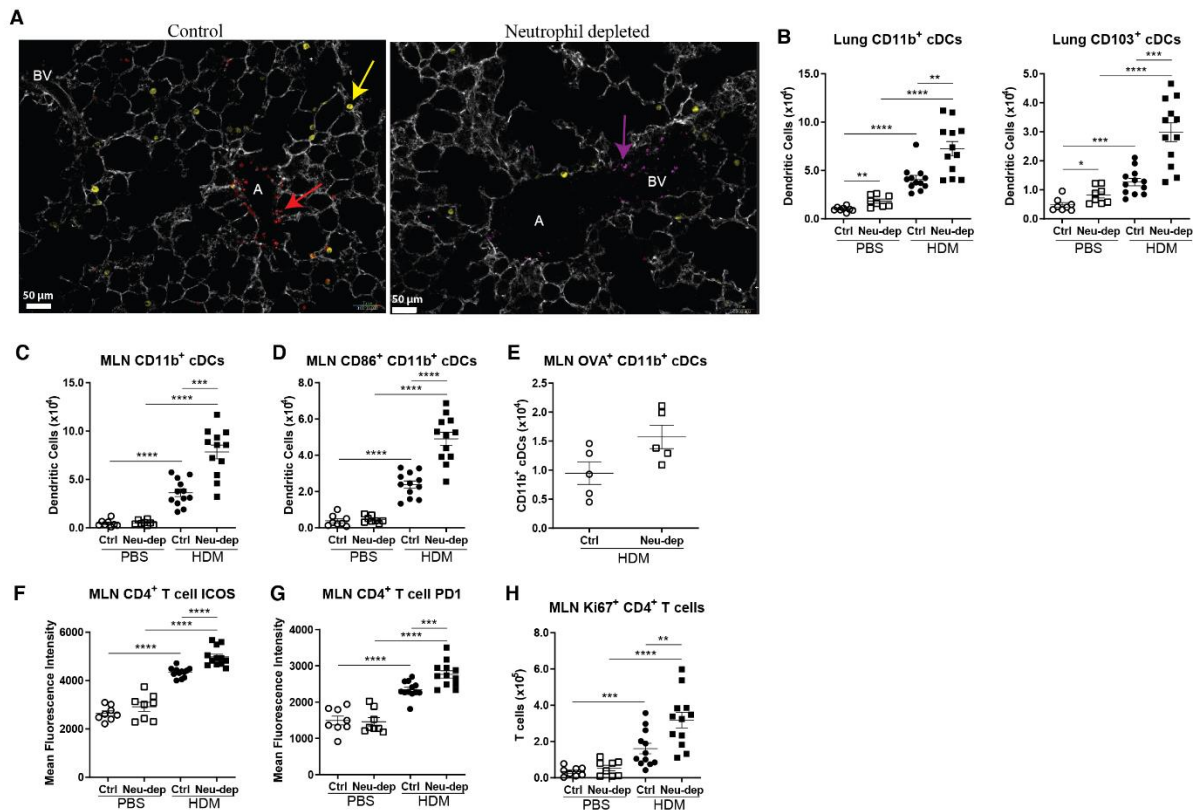 A
Control
Neutrophil depleted
BV
A
50 µm
BV
A
50 µm
B
Lung CD11b+ cDCs
Dendritic Cells (x10⁴)
15.0
10.0
5.0
0.0
**
****
****
**
Ctrl Neu-dep Ctrl Neu-dep
PBS HDM
Lung CD103+ cDCs
Dendritic Cells (x10⁴)
5.0
4.0
3.0
2.0
1.0
0.0
***
****
***
*
Ctrl Neu-dep Ctrl Neu-dep
PBS HDM
C
MLN CD11b+ cDCs
Dendritic Cells (x10⁴)
15.0
10.0
5.0
0.0
***
****
****
Ctrl Neu-dep Ctrl Neu-dep
PBS HDM
D
MLN CD86+ CD11b+ cDCs
Dendritic Cells (x10⁴)
8.0
6.0
4.0
2.0
0.0
****
****
****
Ctrl Neu-dep Ctrl Neu-dep
PBS HDM
E
MLN OVA+ CD11b+ cDCs
CD11b+ cDCs (x10⁴)
2.5
2.0
1.5
1.0
0.5
0.0
Ctrl Neu-dep
HDM
F
MLN CD4+ T cell ICOS
Mean Fluorescence Intensity
6000
4000
2000
0
****
****
****
Ctrl Neu-dep Ctrl Neu-dep
PBS HDM
G
MLN CD4+ T cell PD1
Mean Fluorescence Intensity
4000
3000
2000
1000
0
***
****
****
Ctrl Neu-dep Ctrl Neu-dep
PBS HDM
H
MLN Ki67+ CD4+ T cells
T cells (x10⁵)
8.0
6.0
4.0
2.0
0.0
**
****
***
Ctrl Neu-dep Ctrl Neu-dep
PBS HDM